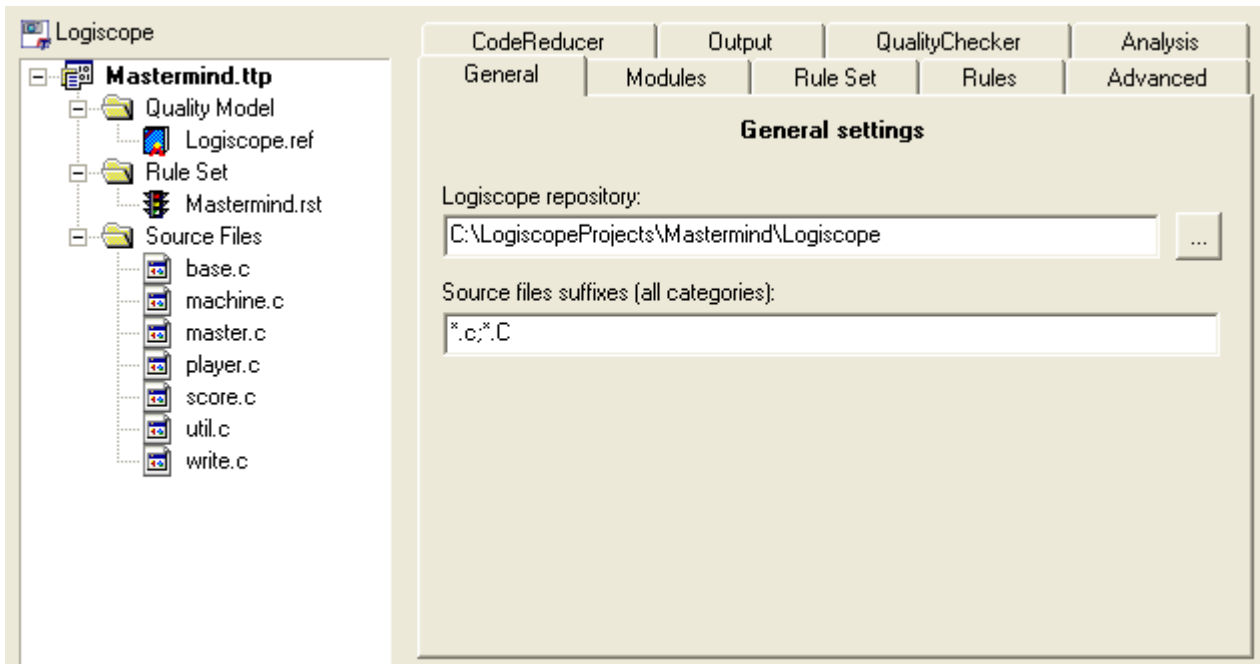 Logiscope
Mastermind.ttp
Quality Model
Logiscope.ref
Rule Set
Mastermind.rst
Source Files
base.c
machine.c
master.c
player.c
score.c
util.c
write.c
CodeReducer Output QualityChecker Analysis
General Modules Rule Set Rules Advanced
General settings
Logiscope repository:
C:\LogiscopeProjects\Mastermind\Logiscope
...
Source files suffixes (all categories):
*.c;*.C